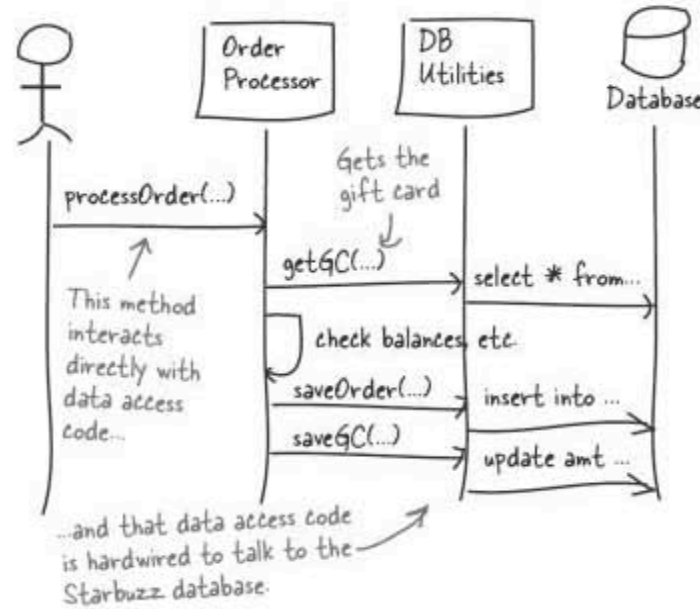 Order
Processor
DB
Utilities
Database
Gets the
gift card
processOrder(...)
getGC(...)
select * from...
This method
interacts
directly with
data access
code...
check balances, etc.
saveOrder(...)
insert into ...
saveGC(...)
update amt ...
...and that data access code
is hardwired to talk to the
Starbuzz database.